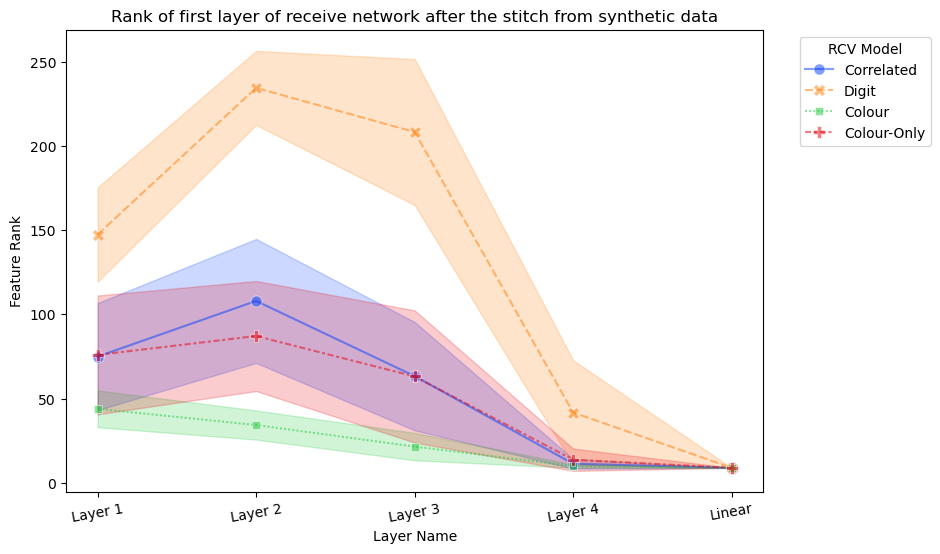 Rank of first layer of receive network after the stitch from synthetic data
RCV Model
Correlated
Digit
Colour
Colour-Only
Feature Rank
250
200
150
100
50
0
Layer 1
Layer 2
Layer 3
Layer 4
Linear
Layer Name